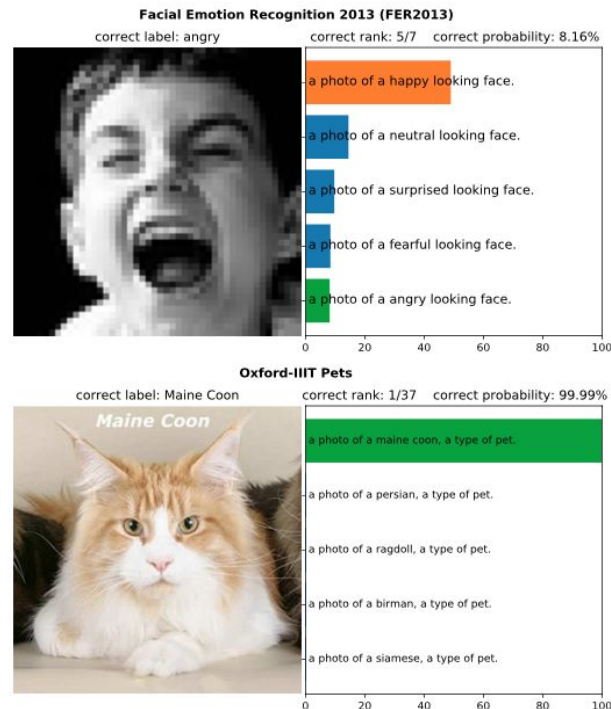 Facial Emotion Recognition 2013 (FER2013)
correct label: angry
correct rank: 5/7 correct probability: 8.16%
a photo of a happy looking face.
a photo of a neutral looking face.
a photo of a surprised looking face.
a photo of a fearful looking face.
a photo of a angry looking face.
0 20 40 60 80 100
Oxford-IIIT Pets
correct label: Maine Coon
correct rank: 1/37 correct probability: 99.99%
Maine Coon
a photo of a maine coon, a type of pet.
a photo of a persian, a type of pet.
a photo of a ragdoll, a type of pet.
a photo of a birman, a type of pet.
a photo of a siamese, a type of pet.
0 20 40 60 80 100